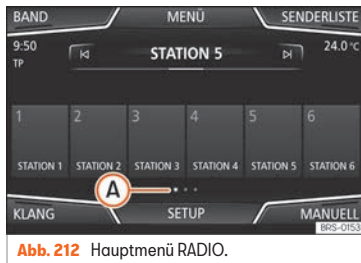 BAND MENÜ SENDERLISTE
9:50 STATION 5 24.0 °C
TP
1 2 3 4 5 6
STATION 1 STATION 2 STATION 3 STATION 4 STATION 5 STATION 6
A
KLANG SETUP MANUELL
BRS-0153
Abb. 212 Hauptmenü RADIO.